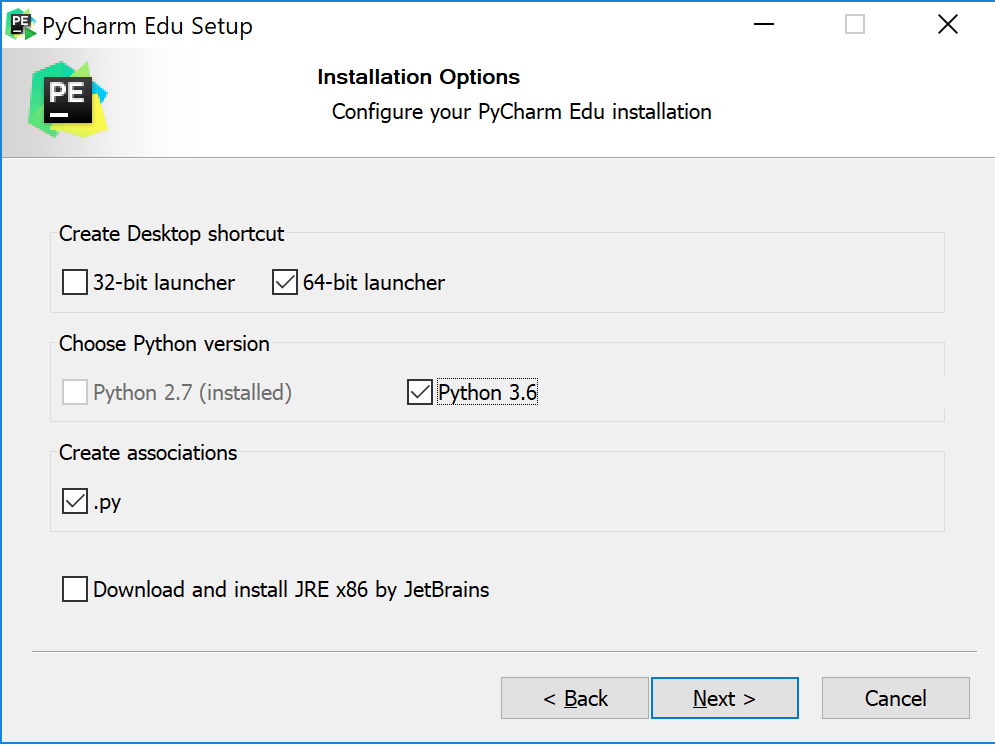 PE PyCharm Edu Setup
PE
Installation Options
Configure your PyCharm Edu installation
Create Desktop shortcut
32-bit launcher 64-bit launcher
Choose Python version
Python 2.7 (installed) Python 3.6
Create associations
.py
Download and install JRE x86 by JetBrains
< Back Next > Cancel